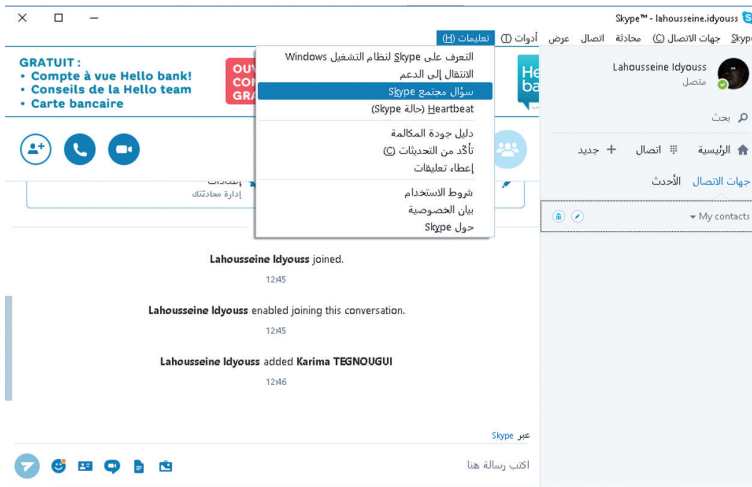 Skype™ - lahousseine.idyouss
جهات الاتصال (C) محادثة اتصال عرض أدوات (T) تعليمات (H)
Lahousseine Idyouss
متصل
بحث
الرئيسية اتصال جديد
جهات الاتصال الأحدث
My contacts
التعرف على Skype لنظام التشغيل Windows
الانتقال إلى الدعم
سؤال مجتمع Skype
Heartbeat (حالة Skype)
دليل جودة المكالمة
تأكّد من التحديثات (C)
إعطاء تعليقات
شروط الاستخدام
بيان الخصوصية
حول Skype
GRATUIT :
• Compte à vue Hello bank!
• Conseils de la Hello team
• Carte bancaire
إدارة محادثتك
Lahousseine Idyouss joined.
12:45
Lahousseine Idyouss enabled joining this conversation.
12:45
Lahousseine Idyouss added Karima TEGNOUGUI
12:46
عبر Skype
اكتب رسالة هنا